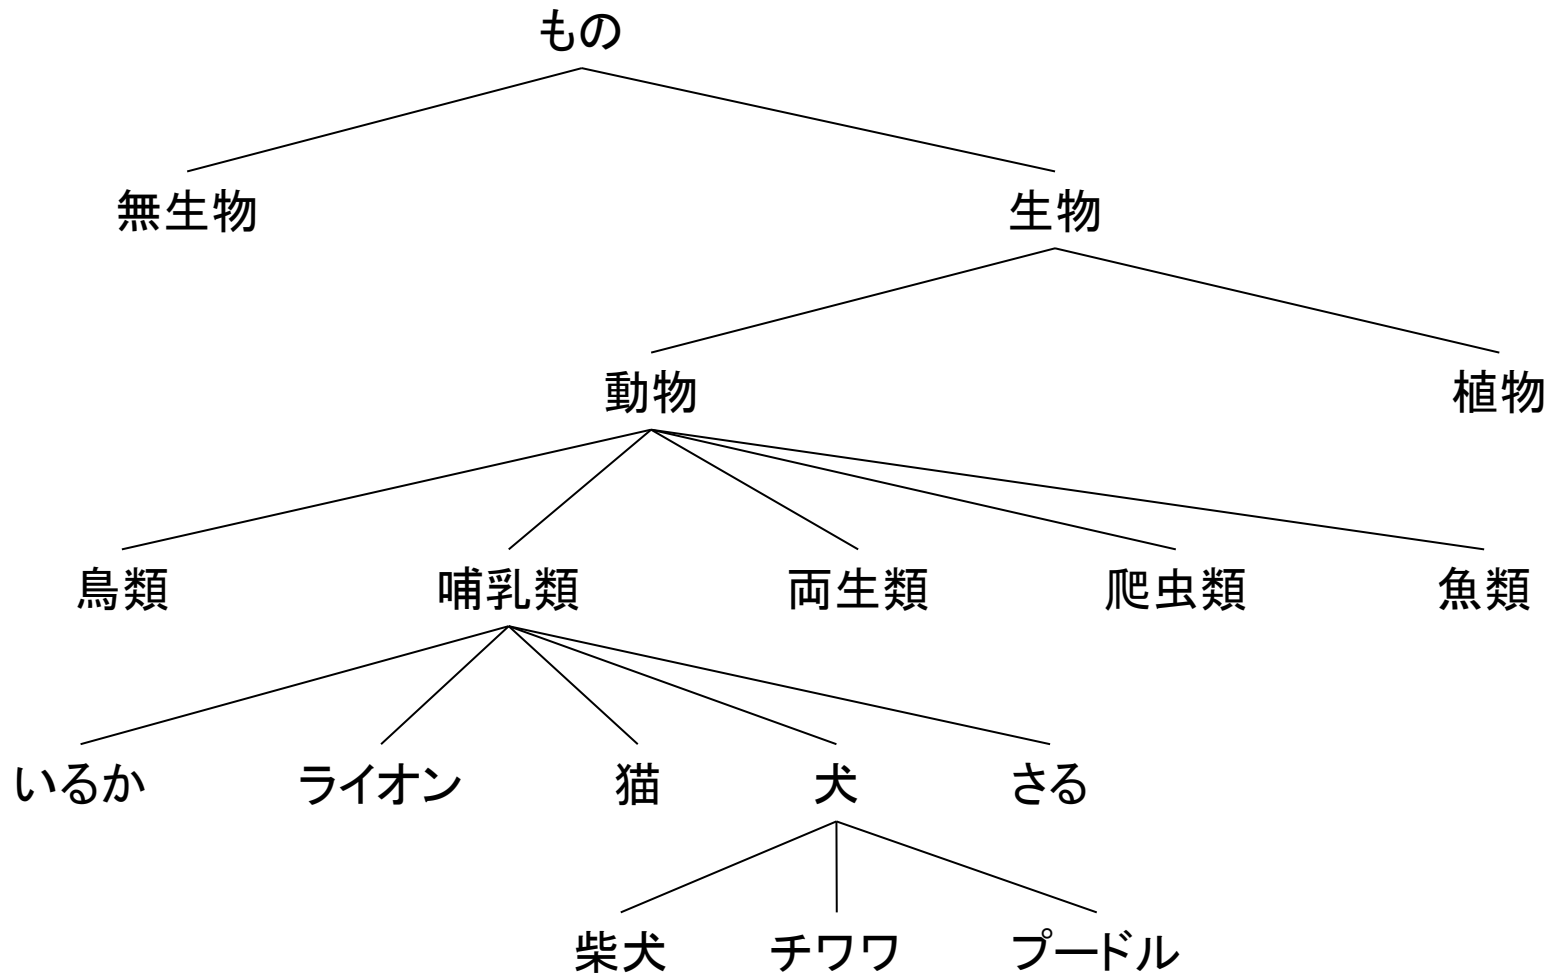 もの
無生物 生物
動物 植物
鳥類 哺乳類 両生類 爬虫類 魚類
いるか ライオン 猫 犬 さる
柴犬 チワワ プードル